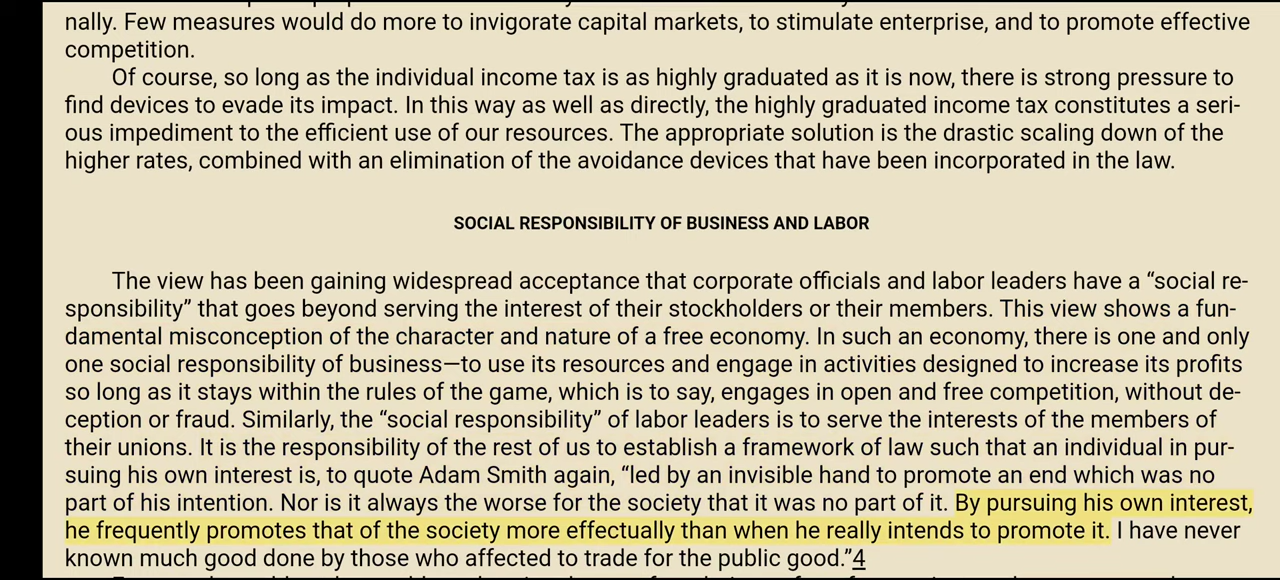 nally. Few measures would do more to invigorate capital markets, to stimulate enterprise, and to promote effective
competition.
Of course, so long as the individual income tax is as highly graduated as it is now, there is strong pressure to
find devices to evade its impact. In this way as well as directly, the highly graduated income tax constitutes a seri-
ous impediment to the efficient use of our resources. The appropriate solution is the drastic scaling down of the
higher rates, combined with an elimination of the avoidance devices that have been incorporated in the law.
SOCIAL RESPONSIBILITY OF BUSINESS AND LABOR
The view has been gaining widespread acceptance that corporate officials and labor leaders have a “social re-
sponsibility” that goes beyond serving the interest of their stockholders or their members. This view shows a fun-
damental misconception of the character and nature of a free economy. In such an economy, there is one and only
one social responsibility of business—to use its resources and engage in activities designed to increase its profits
so long as it stays within the rules of the game, which is to say, engages in open and free competition, without de-
ception or fraud. Similarly, the “social responsibility” of labor leaders is to serve the interests of the members of
their unions. It is the responsibility of the rest of us to establish a framework of law such that an individual in pur-
suing his own interest is, to quote Adam Smith again, “led by an invisible hand to promote an end which was no
part of his intention. Nor is it always the worse for the society that it was no part of it. By pursuing his own interest,
he frequently promotes that of the society more effectually than when he really intends to promote it. I have never
known much good done by those who affected to trade for the public good.”4